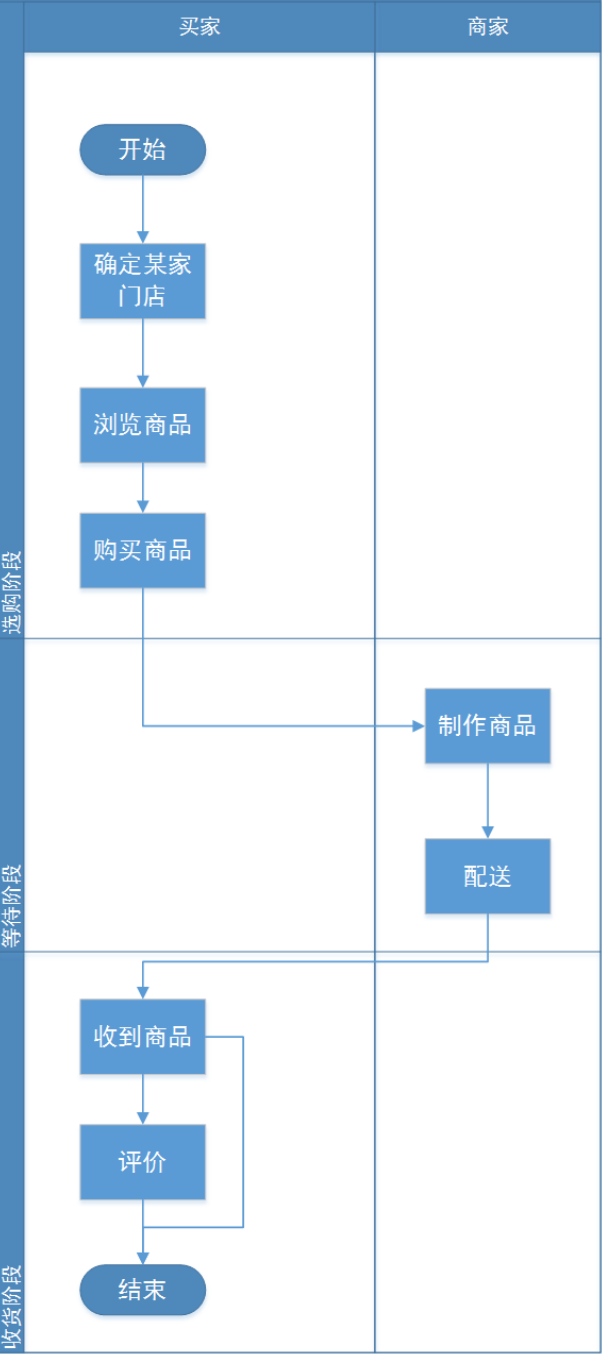 买家
商家
开始
确定某家
门店
浏览商品
购买商品
选购阶段
制作商品
配送
等待阶段
收到商品
评价
结束
收货阶段